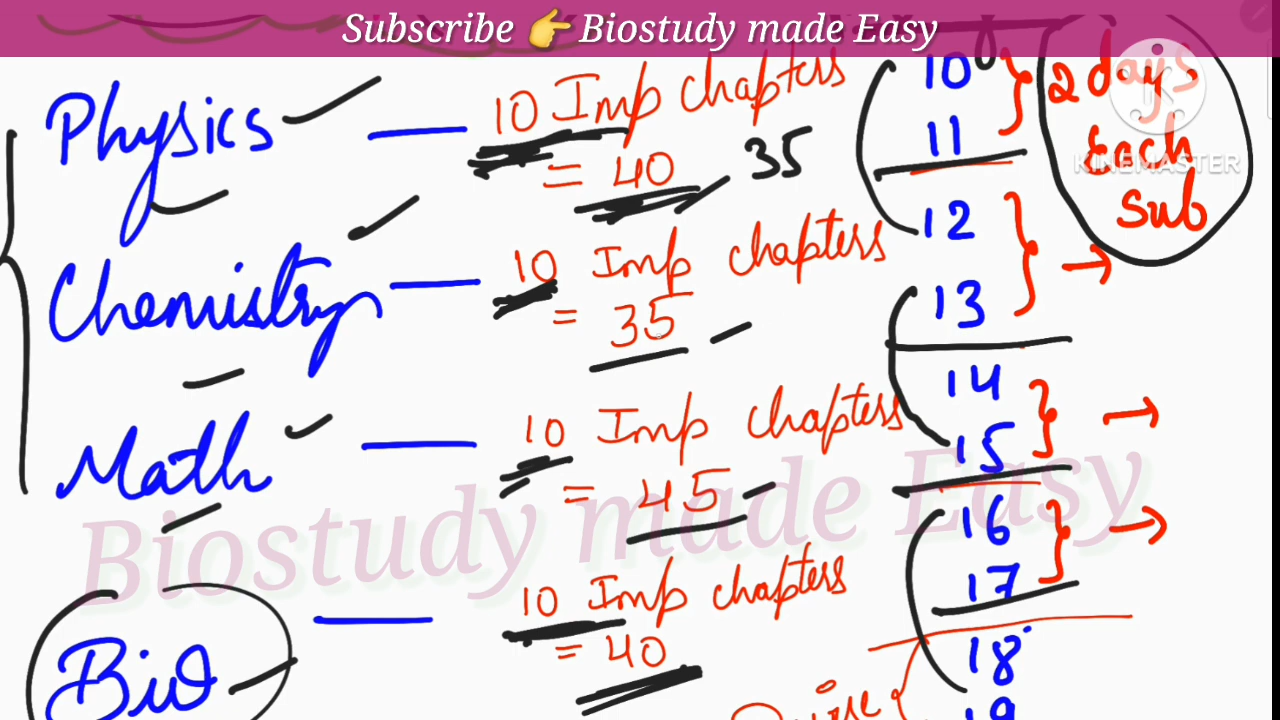 Subscribe 👉 Biostudy made Easy
Physics — 10 Imp chapters
= 40 35
Chemistry — 10 Imp chapters
= 35
Math — 10 Imp chapters
= 45
Bio — 10 Imp chapters
= 40
10
11
12
13
14
15
16
17
18
19
2 days
Each
Sub
KINEMASTER
Biostudy made Easy